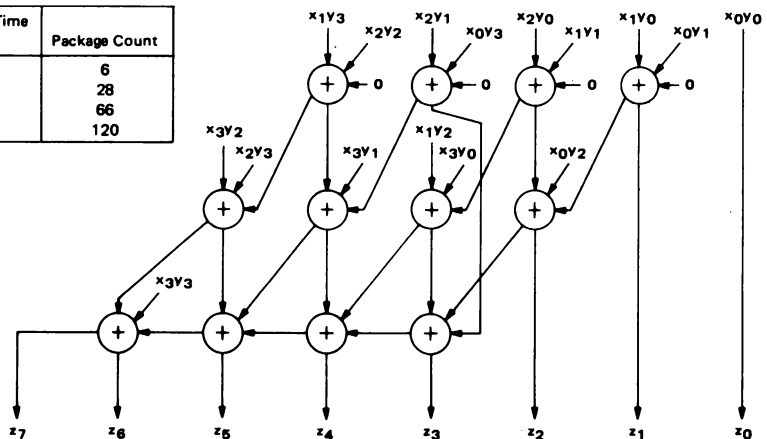 Time
Package Count
6
28
66
120
x1y3 x2y2 x2y1 x0y3 x2y0 x1y1 x1y0 x0y1 x0y0
+ 0 + 0 + 0 + 0
x3y2 x2y3 x3y1 x1y2 x3y0 x0y2
+ + + +
x3y3
+ + + +
z7 z6 z5 z4 z3 z2 z1 z0